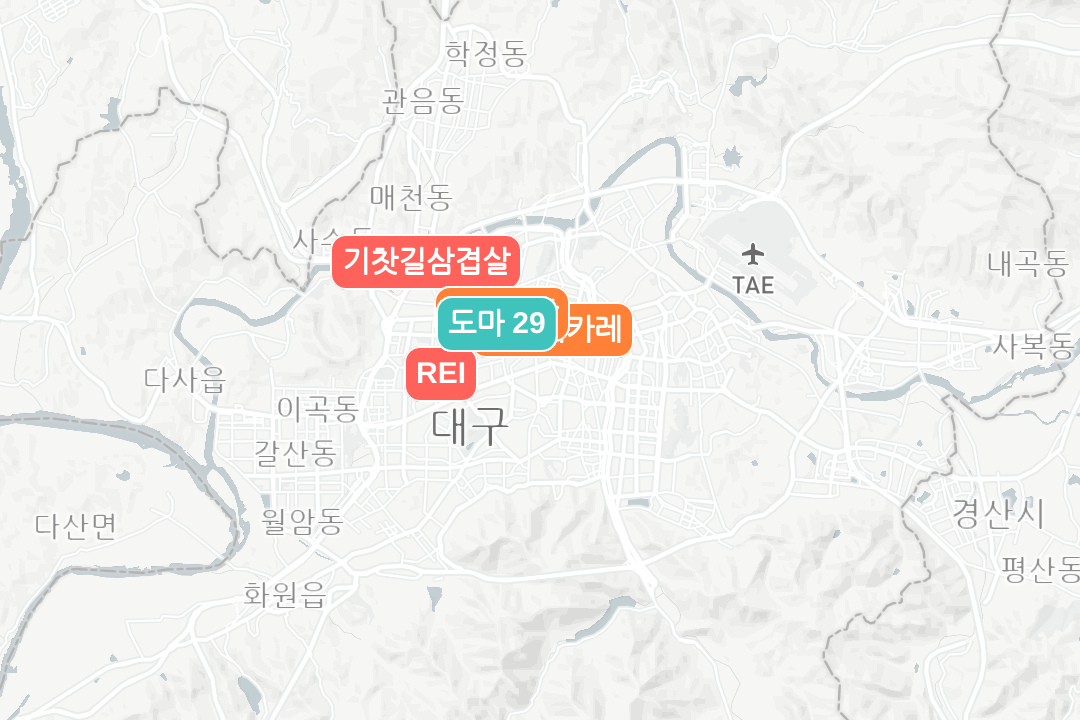 학정동
관음동
매천동
기찻길삼겹살
내곡동
TAE
도마 29
카레
사복동
REI
다사읍
이곡동
대구
갈산동
월암동
경산시
다산면
평산동
화원읍